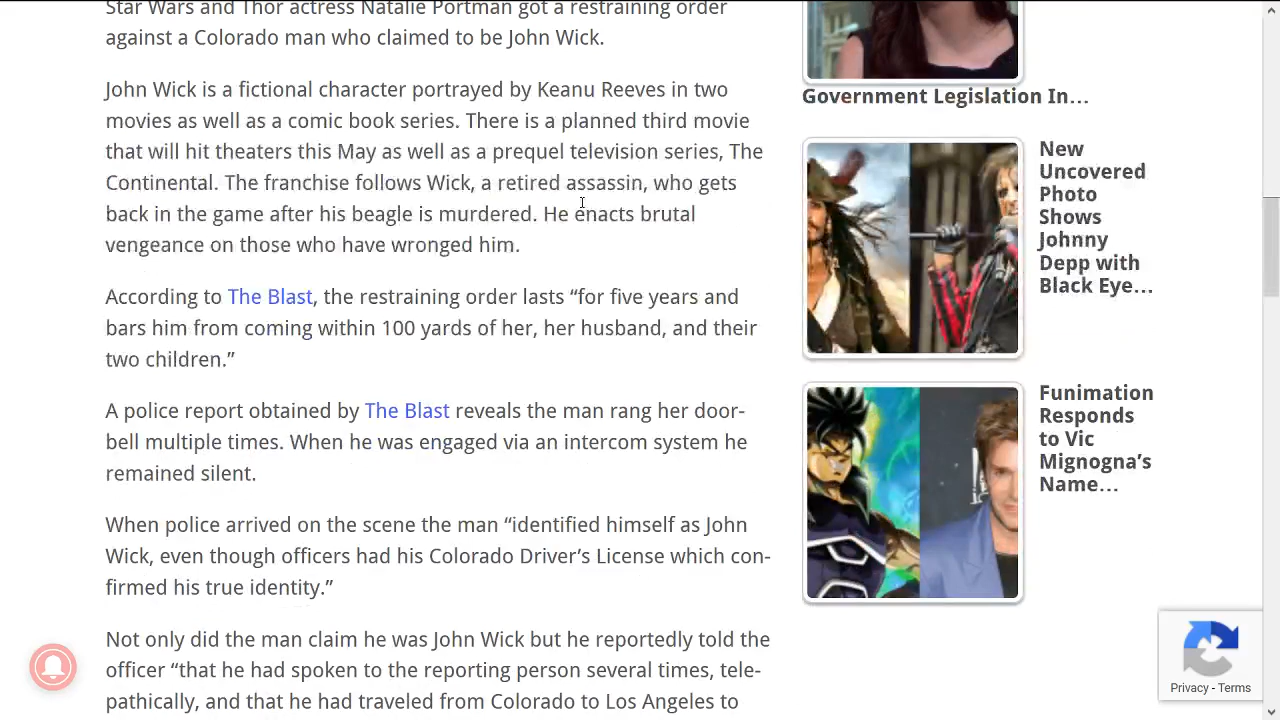 Star Wars and Thor actress Natalie Portman got a restraining order
against a Colorado man who claimed to be John Wick.
John Wick is a fictional character portrayed by Keanu Reeves in two
movies as well as a comic book series. There is a planned third movie
that will hit theaters this May as well as a prequel television series, The
Continental. The franchise follows Wick, a retired assassin, who gets
back in the game after his beagle is murdered. He enacts brutal
vengeance on those who have wronged him.
According to The Blast, the restraining order lasts “for five years and
bars him from coming within 100 yards of her, her husband, and their
two children.”
A police report obtained by The Blast reveals the man rang her door-
bell multiple times. When he was engaged via an intercom system he
remained silent.
When police arrived on the scene the man “identified himself as John
Wick, even though officers had his Colorado Driver’s License which con-
firmed his true identity.”
Not only did the man claim he was John Wick but he reportedly told the
officer “that he had spoken to the reporting person several times, tele-
pathically, and that he had traveled from Colorado to Los Angeles to
Government Legislation In…
New
Uncovered
Photo
Shows
Johnny
Depp with
Black Eye…
Funimation
Responds
to Vic
Mignogna’s
Name…
Privacy - Terms